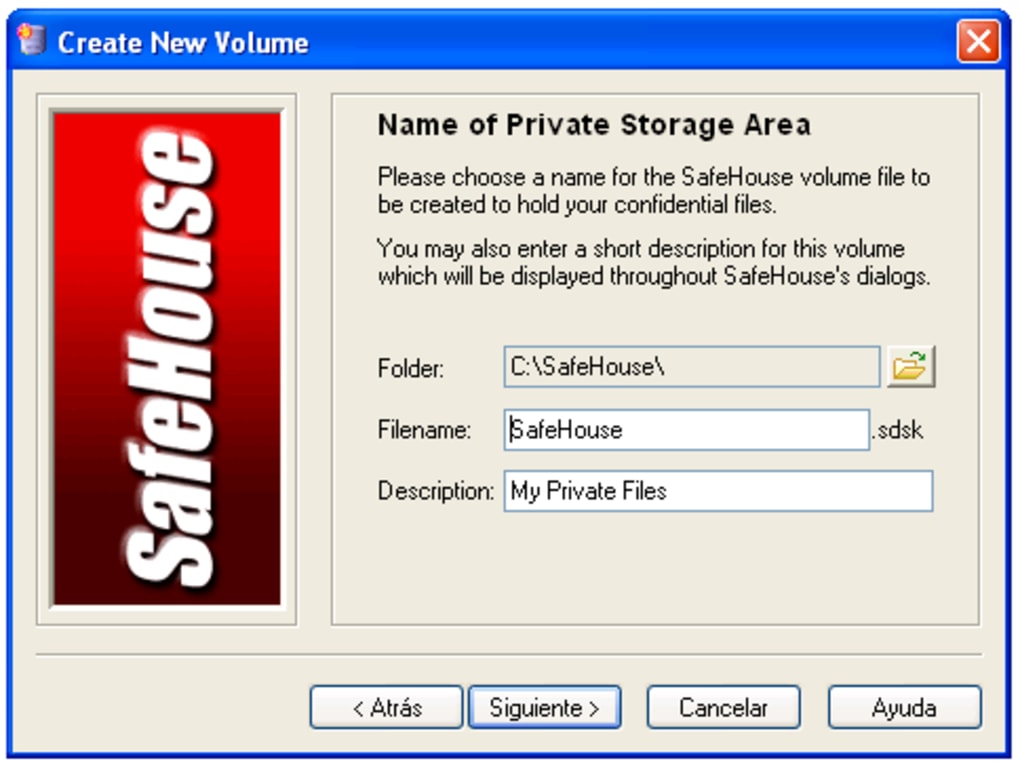 Create New Volume
SafeHouse
Name of Private Storage Area
Please choose a name for the SafeHouse volume file to
be created to hold your confidential files.
You may also enter a short description for this volume
which will be displayed throughout SafeHouse's dialogs.
Folder: C:\SafeHouse\
Filename: SafeHouse .sdsk
Description: My Private Files
< Atrás Siguiente > Cancelar Ayuda